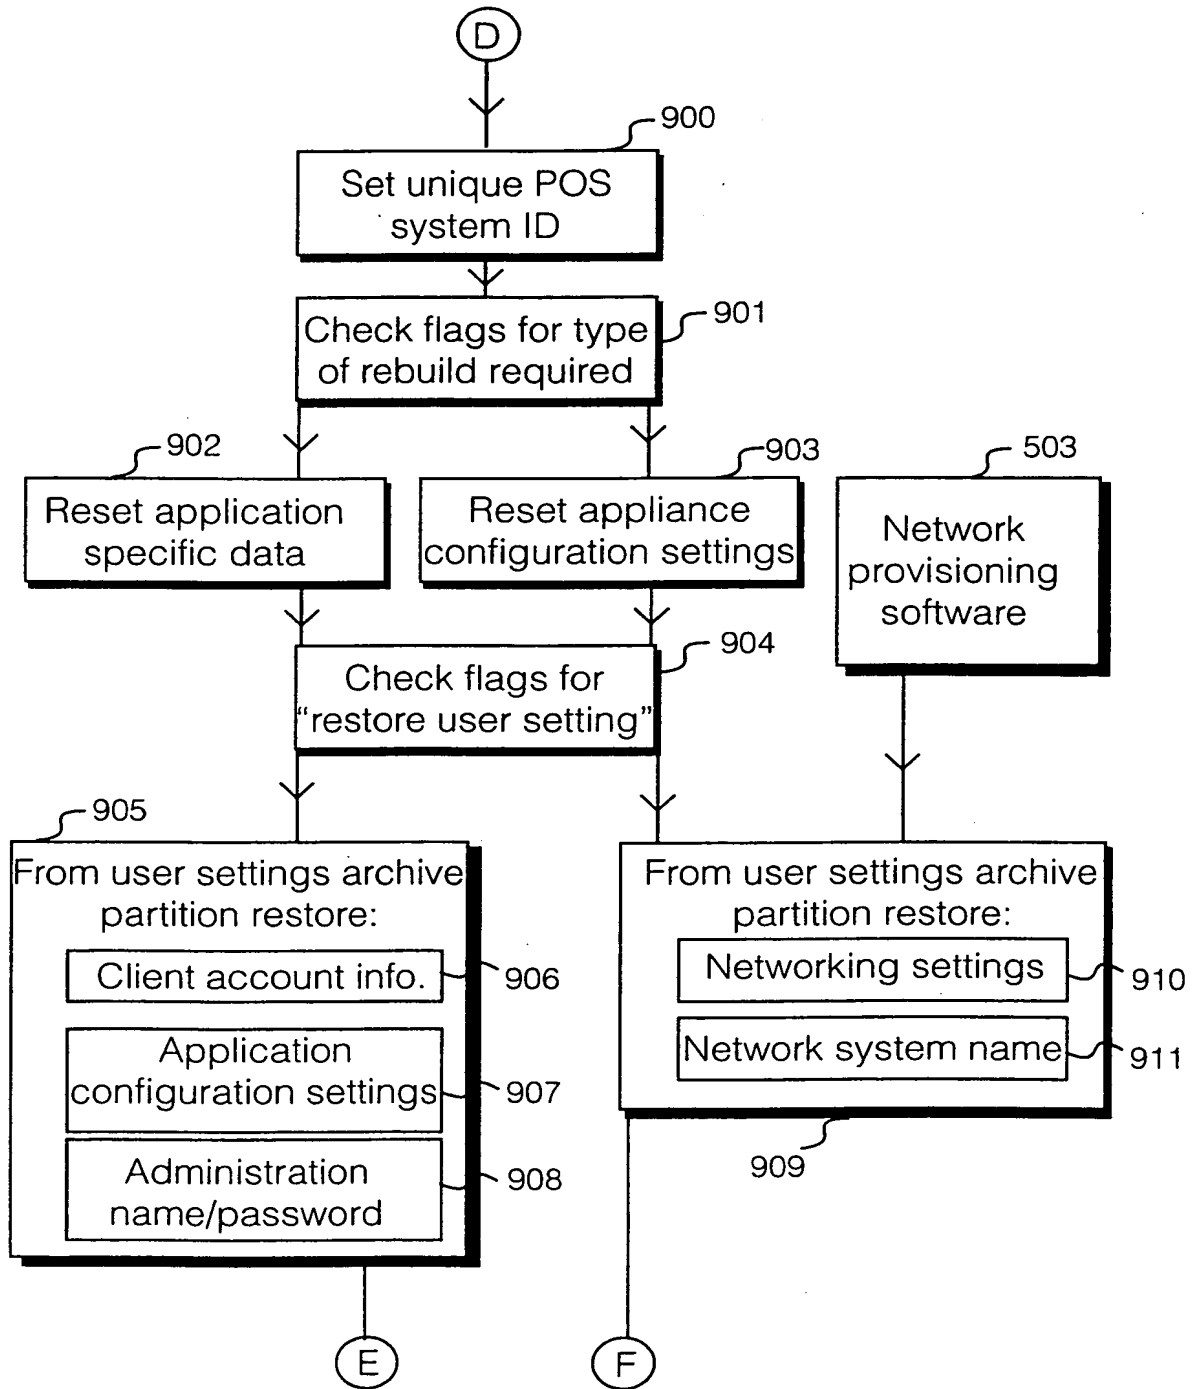 D
900
Set unique POS
system ID
901
Check flags for type
of rebuild required
902
Reset application
specific data
903
Reset appliance
configuration settings
503
Network
provisioning
software
904
Check flags for
“restore user setting”
905
From user settings archive
partition restore:
Client account info.
906
Application
configuration settings
907
Administration
name/password
908
From user settings archive
partition restore:
Networking settings
910
Network system name
911
909
E
F